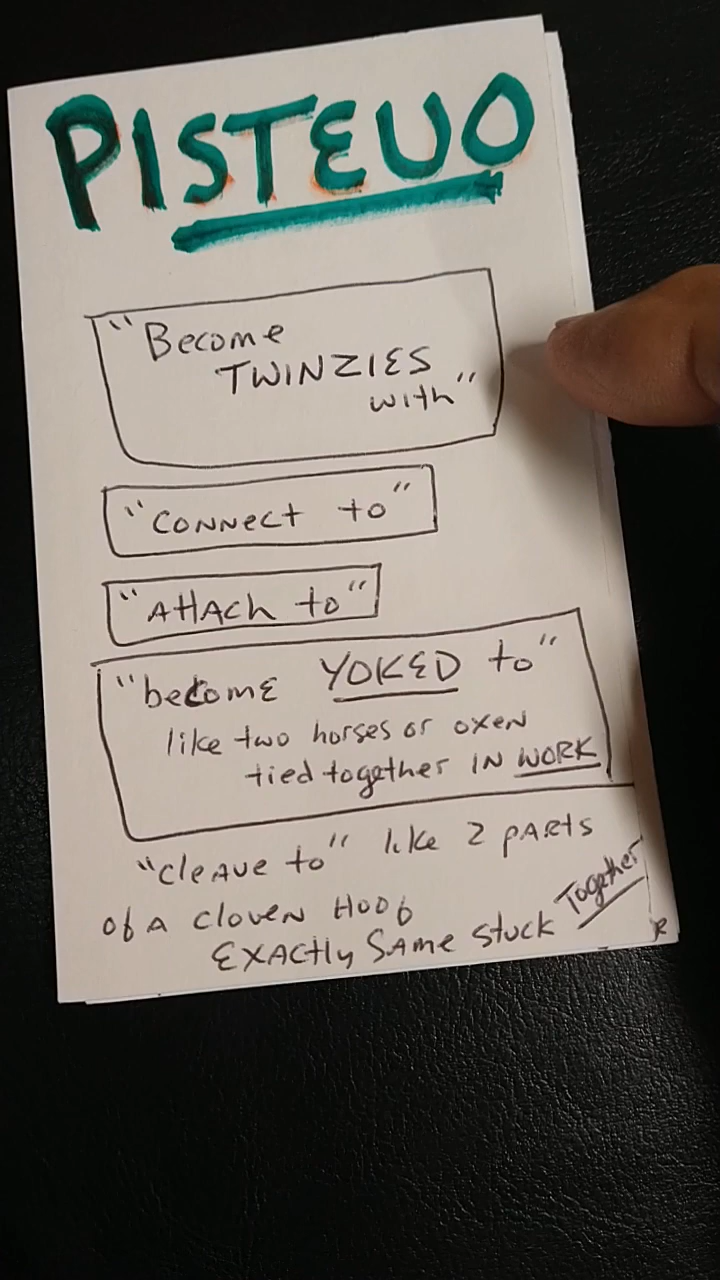 PISTEUO
"Become
TWINZIES
with"
"CONNECT to"
"Attach to"
"become YOKED to"
like two horses or oxen
tied together IN WORK
"cleave to" like 2 parts
of a cloven Hoof
Exactly Same stuck Together
R